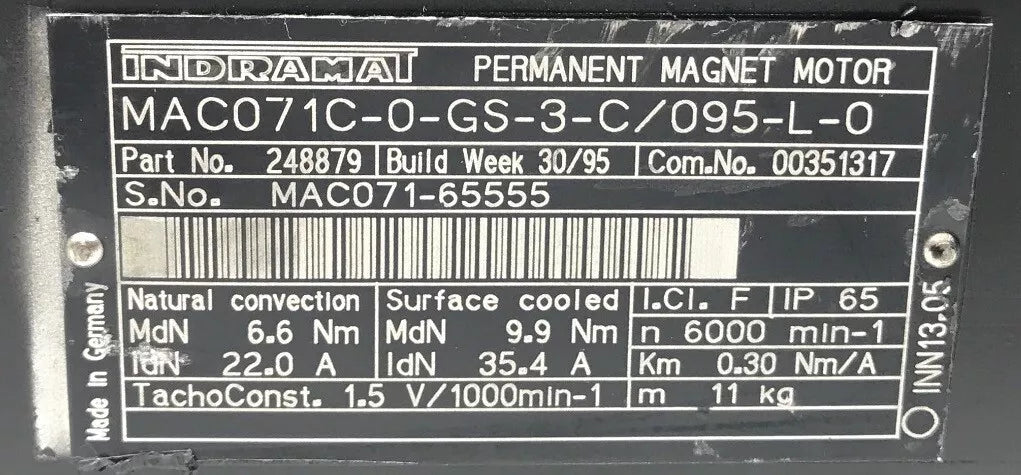 INDRAMAT PERMANENT MAGNET MOTOR
MAC071C-0-GS-3-C/095-L-0
Part No. 248879 Build Week 30/95 Com.No. 00351317
S.No. MAC071-65555
Natural convection Surface cooled I.Cl. F IP 65
MdN 6.6 Nm MdN 9.9 Nm n 6000 min-1
IdN 22.0 A IdN 35.4 A Km 0.30 Nm/A
TachoConst. 1.5 V/1000min-1 m 11 kg
Made in Germany
INN13.05